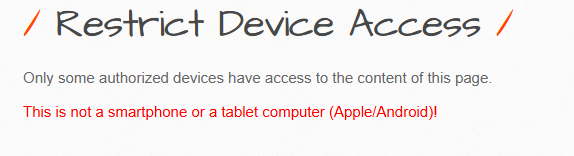 / Restrict Device Access /
Only some authorized devices have access to the content of this page.
This is not a smartphone or a tablet computer (Apple/Android)!